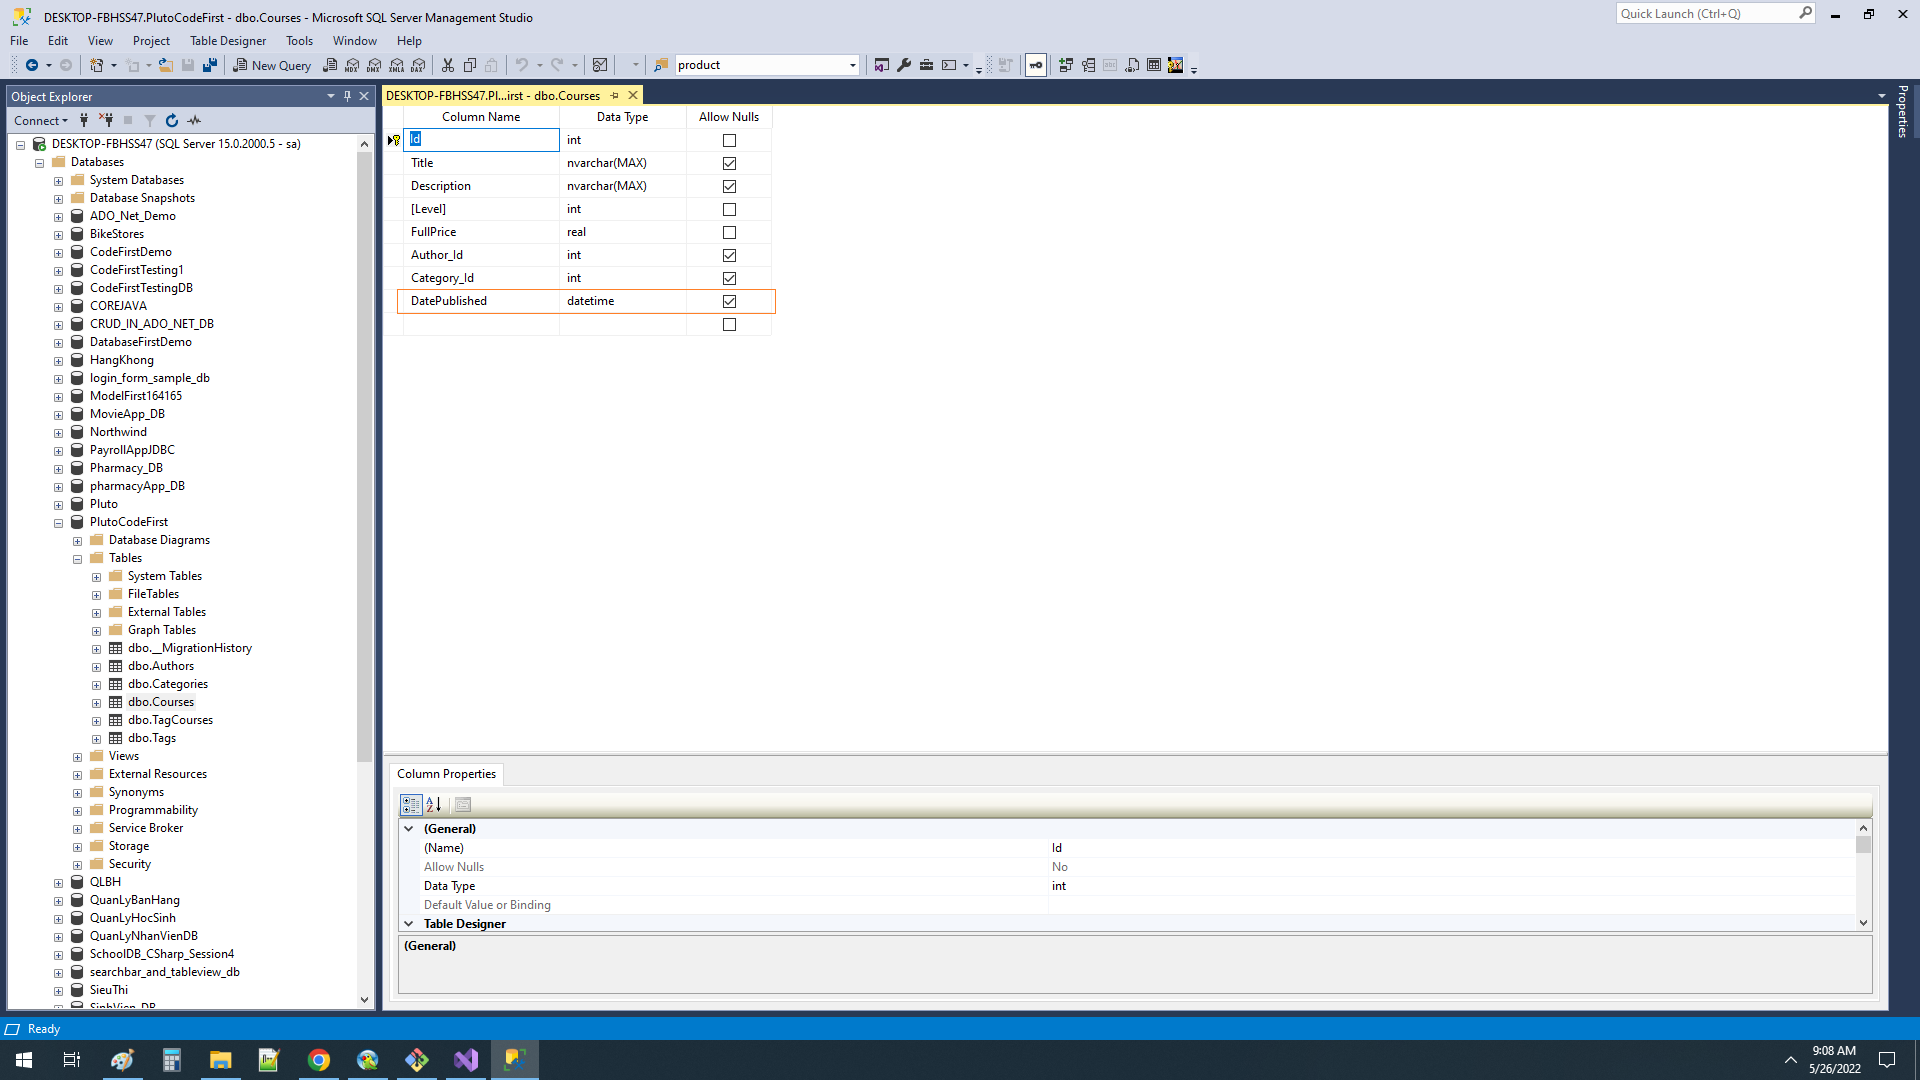 DESKTOP-FBHSS47.PlutoCodeFirst - dbo.Courses - Microsoft SQL Server Management Studio
Quick Launch (Ctrl+Q)
File Edit View Project Table Designer Tools Window Help
New Query MDX DMX XMLA DAX product
Object Explorer
Connect
DESKTOP-FBHSS47 (SQL Server 15.0.2000.5 - sa)
Databases
System Databases
Database Snapshots
ADO_Net_Demo
BikeStores
CodeFirstDemo
CodeFirstTesting1
CodeFirstTestingDB
COREJAVA
CRUD_IN_ADO_NET_DB
DatabaseFirstDemo
HangKhong
login_form_sample_db
ModelFirst164165
MovieApp_DB
Northwind
PayrollAppJDBC
Pharmacy_DB
pharmacyApp_DB
Pluto
PlutoCodeFirst
Database Diagrams
Tables
System Tables
FileTables
External Tables
Graph Tables
dbo.__MigrationHistory
dbo.Authors
dbo.Categories
dbo.Courses
dbo.TagCourses
dbo.Tags
Views
External Resources
Synonyms
Programmability
Service Broker
Storage
Security
QLBH
QuanLyBanHang
QuanLyHocSinh
QuanLyNhanVienDB
SchoolDB_CSharp_Session4
searchbar_and_tableview_db
SieuThi
SinhVien_DB
DESKTOP-FBHSS47.Pl...irst - dbo.Courses
Column Name Data Type Allow Nulls
Id int
Title nvarchar(MAX)
Description nvarchar(MAX)
[Level] int
FullPrice real
Author_Id int
Category_Id int
DatePublished datetime
Column Properties
(General)
(Name) Id
Allow Nulls No
Data Type int
Default Value or Binding
Table Designer
(General)
Properties
Ready
9:08 AM
5/26/2022